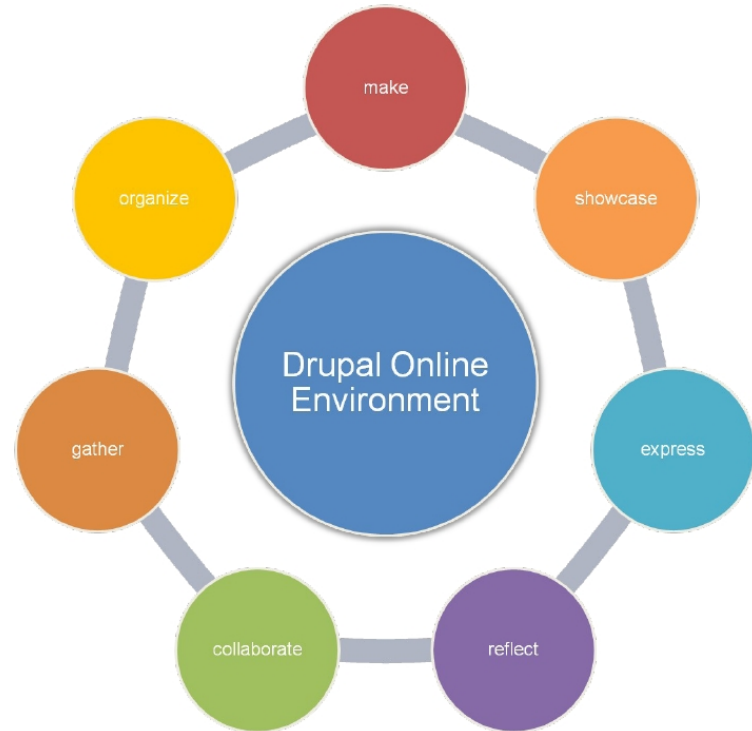 make
organize
showcase
Drupal Online
Environment
gather
express
collaborate
reflect